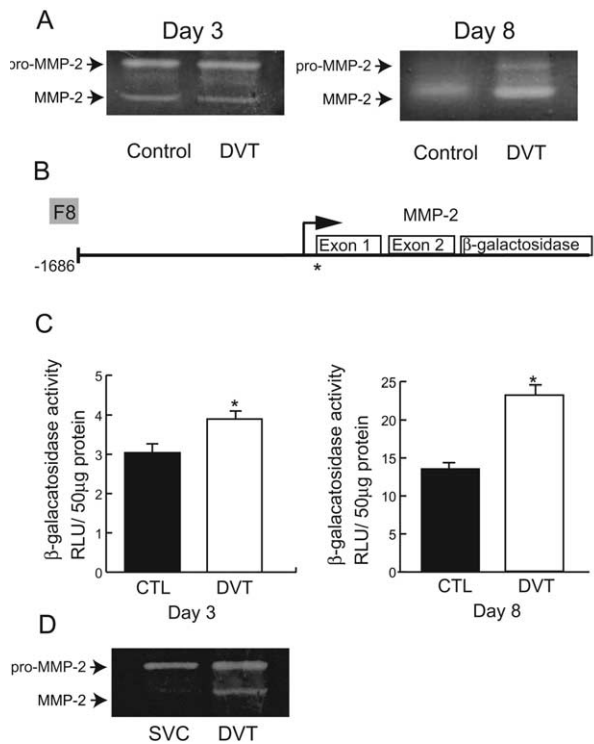 A
Day 3
Day 8
pro-MMP-2
MMP-2
Control
DVT
pro-MMP-2
MMP-2
Control
DVT
B
F8
-1686
*
MMP-2
Exon 1
Exon 2
β-galactosidase
C
β-galacatosidase activity
RLU/ 50µg protein
5
4
3
2
1
0
*
CTL
DVT
Day 3
β-galacatosidase activity
RLU/ 50µg protein
25
20
15
10
5
0
*
CTL
DVT
Day 8
D
pro-MMP-2
MMP-2
SVC
DVT